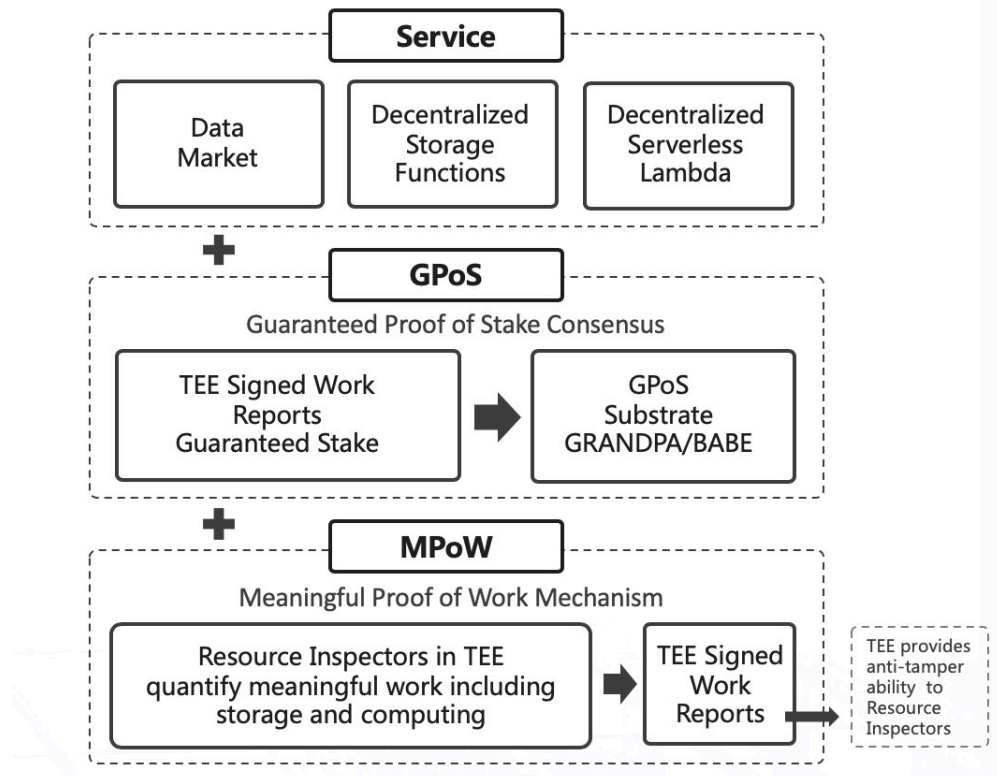 Service
Data
Market
Decentralized
Storage
Functions
Decentralized
Serverless
Lambda
GPoS
Guaranteed Proof of Stake Consensus
TEE Signed Work
Reports
Guaranteed Stake
GPoS
Substrate
GRANDPA/BABE
MPoW
Meaningful Proof of Work Mechanism
Resource Inspectors in TEE
quantify meaningful work including
storage and computing
TEE Signed
Work
Reports
TEE provides
anti-tamper
ability to
Resource
Inspectors